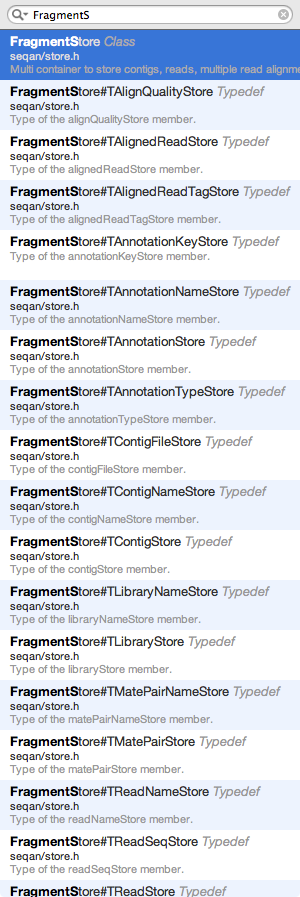 FragmentS
FragmentStore Class
seqan/store.h
Multi container to store contigs, reads, multiple read alignme
FragmentStore#TAlignQualityStore Typedef
seqan/store.h
Type of the alignQualityStore member.
FragmentStore#TAlignedReadStore Typedef
seqan/store.h
Type of the alignedReadStore member.
FragmentStore#TAlignedReadTagStore Typedef
seqan/store.h
Type of the alignedReadTagStore member.
FragmentStore#TAnnotationKeyStore Typedef
Type of the annotationKeyStore member.
FragmentStore#TAnnotationNameStore Typedef
seqan/store.h
Type of the annotationNameStore member.
FragmentStore#TAnnotationStore Typedef
seqan/store.h
Type of the annotationStore member.
FragmentStore#TAnnotationTypeStore Typedef
seqan/store.h
Type of the annotationTypeStore member.
FragmentStore#TContigFileStore Typedef
seqan/store.h
Type of the contigFileStore member.
FragmentStore#TContigNameStore Typedef
seqan/store.h
Type of the contigNameStore member.
FragmentStore#TContigStore Typedef
seqan/store.h
Type of the contigStore member.
FragmentStore#TLibraryNameStore Typedef
seqan/store.h
Type of the libraryNameStore member.
FragmentStore#TLibraryStore Typedef
seqan/store.h
Type of the libraryStore member.
FragmentStore#TMatePairNameStore Typedef
seqan/store.h
Type of the matePairNameStore member.
FragmentStore#TMatePairStore Typedef
seqan/store.h
Type of the matePairStore member.
FragmentStore#TReadNameStore Typedef
seqan/store.h
Type of the readNameStore member.
FragmentStore#TReadSeqStore Typedef
seqan/store.h
Type of the readSeqStore member.
FragmentStore#TReadStore Typedef